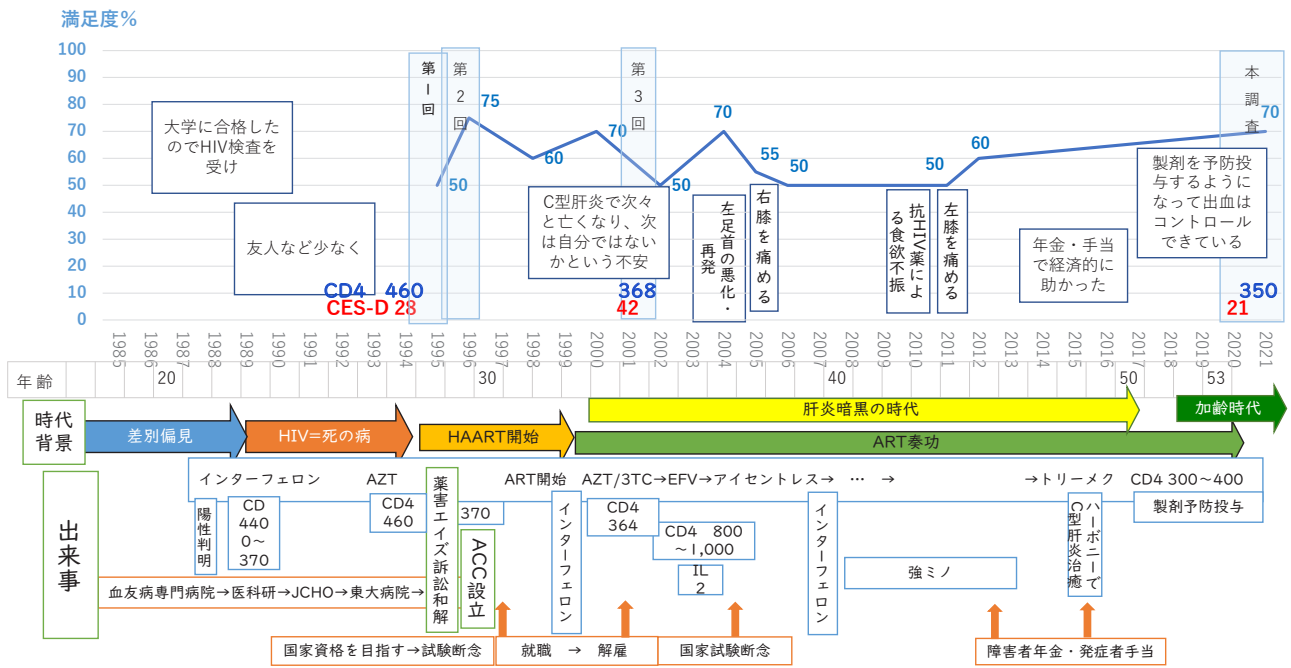 満足度%
100
90
80
70
60
50
40
30
20
10
0
第1回
第2回
第3回
本調査
50
75
60
70
50
70
55
50
50
60
70
大学に合格した
のでHIV検査を
受け
友人など少なく
C型肝炎で次々
と亡くなり、次
は自分ではない
かという不安
左足首の悪化・
再発
右膝を痛める
抗HIV薬によ
る食欲不振
左膝を痛める
年金・手当
で経済的に
助かった
製剤を予防投
与するようにな
って出血は
コントロール
できている
CD4 460
CES-D 28
368
42
350
21
1985
1986
1987
1988
1989
1990
1991
1992
1993
1994
1995
1996
1997
1998
1999
2000
2001
2002
2003
2004
2005
2006
2007
2008
2009
2010
2011
2012
2013
2014
2015
2016
2017
2018
2019
2020
2021
年齢
20
30
40
50
53
時代
背景
差別偏見
HIV=死の病
HAART開始
肝炎暗黒の時代
ART奏功
加齢時代
出来事
インターフェロン AZT
ART開始 AZT/3TC→EFV→アイセントレス→ … →
→トリーメク CD4 300～400
陽性判明
CD
440
0～
370
CD4
460
薬害エイズ訴訟和解
370
ACC設立
インターフェロン
CD4
364
CD4 800
～1,000
IL
2
インターフェロン
強ミノ
ハーボニーで
C型肝炎治癒
製剤予防投与
血友病専門病院→医科研→JCHO→東大病院→
国家資格を目指す→試験断念
就職 → 解雇
国家試験断念
障害者年金・発症者手当